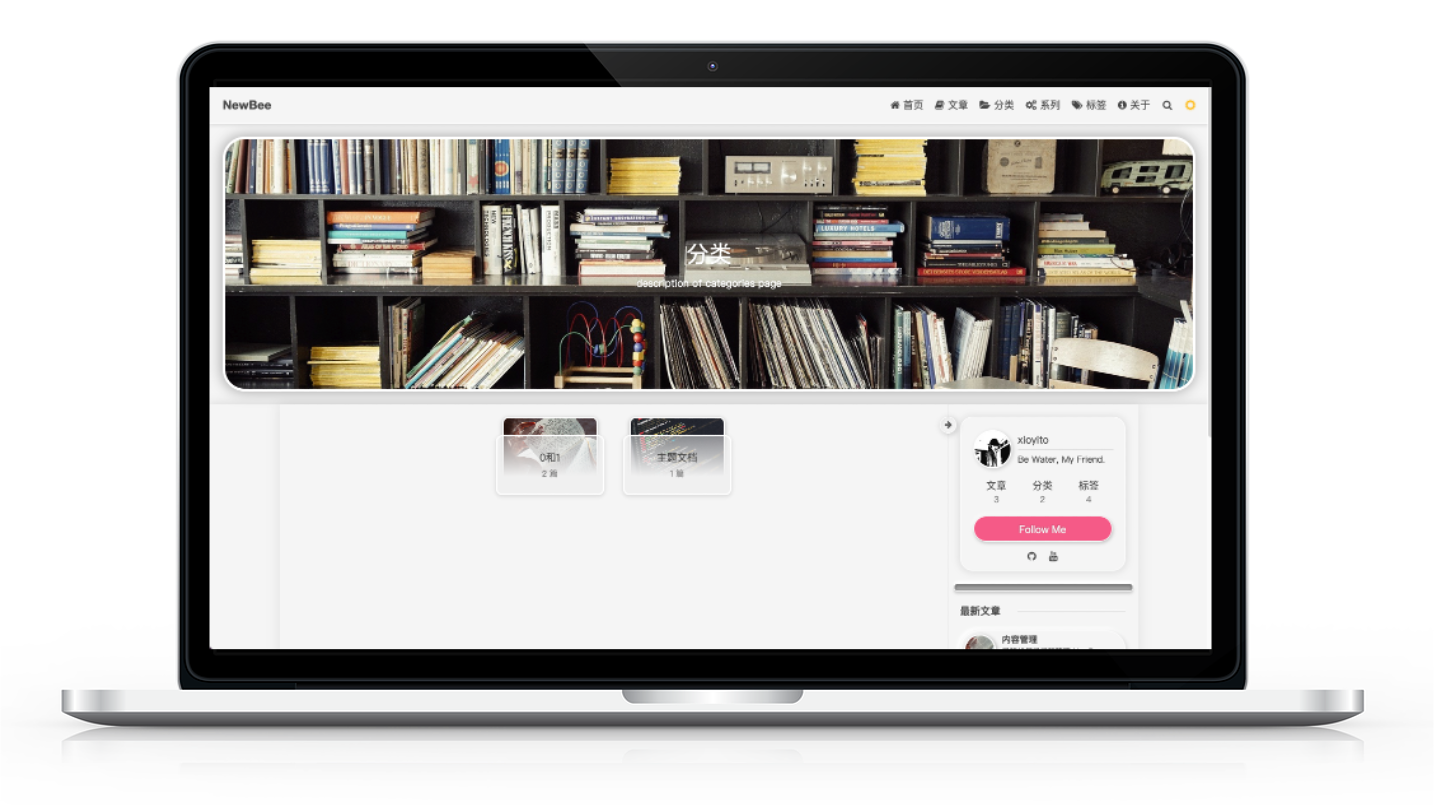 NewBee
首页 文章 分类 系列 标签 关于
LUXURY HOTELS
分类
description of categories page
0和1
2 篇
主题文档
1 篇
xloylto
Be Water, My Friend.
文章 分类 标签
3 2 4
Follow Me
最新文章
内容管理